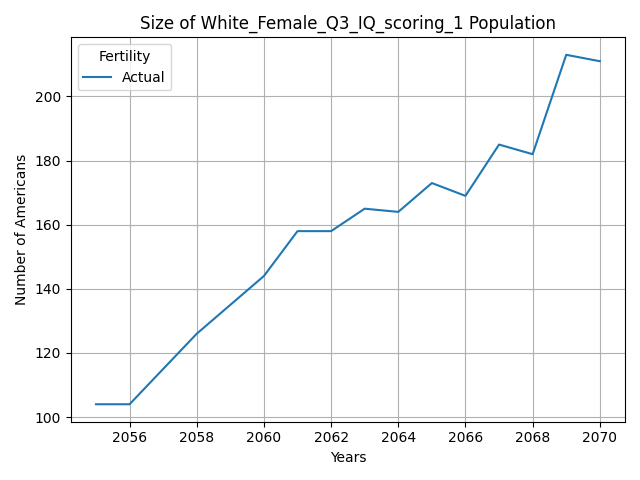 Size of White_Female_Q3_IQ_scoring_1 Population
Fertility
Actual
Number of Americans
200
180
160
140
120
100
2056 2058 2060 2062 2064 2066 2068 2070
Years